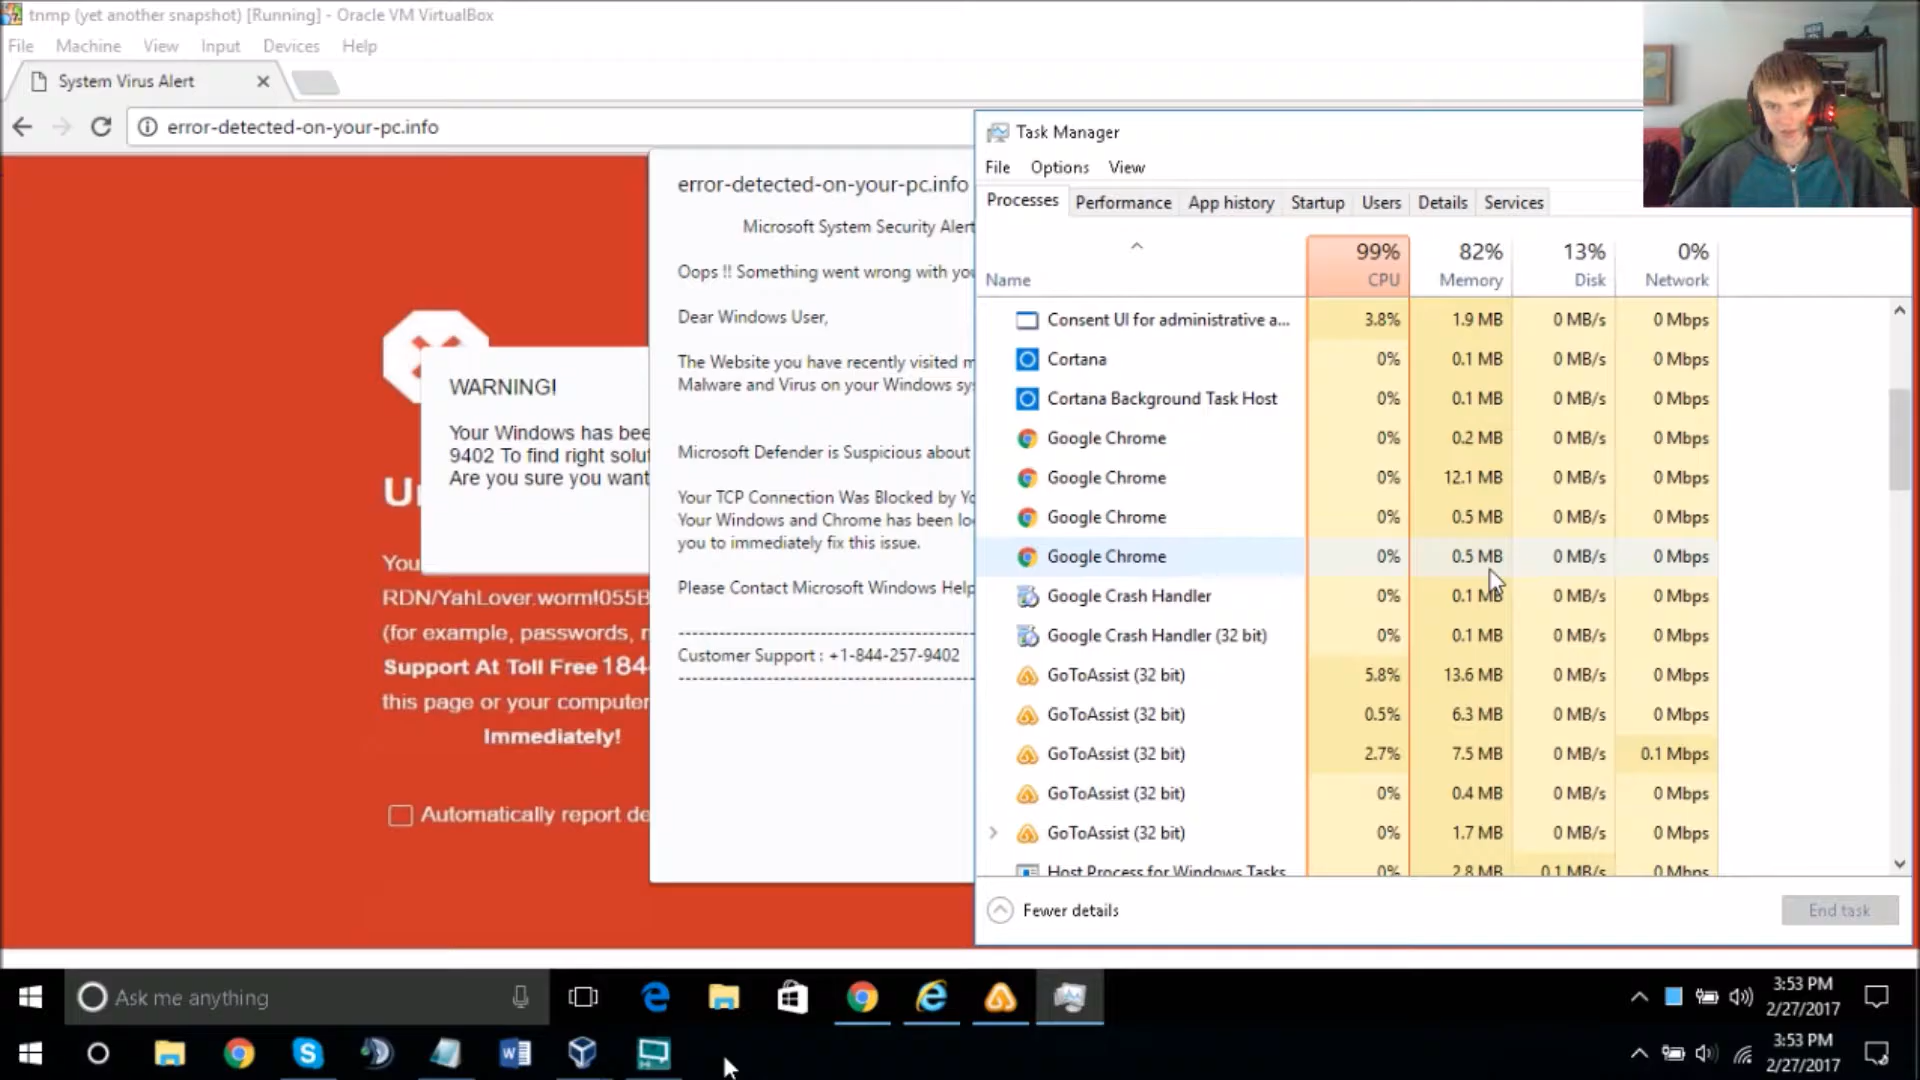 tnmp (yet another snapshot) [Running] - Oracle VM VirtualBox
File Machine View Input Devices Help
System Virus Alert
error-detected-on-your-pc.info
WARNING!
Your Windows has bee
9402 To find right solu
Are you sure you want
You
RDN/YahLover.worm!055B
(for example, passwords,
Support At Toll Free 184
this page or your computer
Immediately!
Automatically report de
error-detected-on-your-pc.info
Microsoft System Security Alert
Oops !! Something went wrong with you
Dear Windows User,
The Website you have recently visited m
Malware and Virus on your Windows sys
Microsoft Defender is Suspicious about
Your TCP Connection Was Blocked by Yo
Your Windows and Chrome has been lo
you to immediately fix this issue.
Please Contact Microsoft Windows Help
------------------------------------------
Customer Support : +1-844-257-9402
------------------------------------------
Task Manager
File Options View
Processes Performance App history Startup Users Details Services
99% 82% 13% 0%
Name CPU Memory Disk Network
Consent UI for administrative a... 3.8% 1.9 MB 0 MB/s 0 Mbps
Cortana 0% 0.1 MB 0 MB/s 0 Mbps
Cortana Background Task Host 0% 0.1 MB 0 MB/s 0 Mbps
Google Chrome 0% 0.2 MB 0 MB/s 0 Mbps
Google Chrome 0% 12.1 MB 0 MB/s 0 Mbps
Google Chrome 0% 0.5 MB 0 MB/s 0 Mbps
Google Chrome 0% 0.5 MB 0 MB/s 0 Mbps
Google Crash Handler 0% 0.1 MB 0 MB/s 0 Mbps
Google Crash Handler (32 bit) 0% 0.1 MB 0 MB/s 0 Mbps
GoToAssist (32 bit) 5.8% 13.6 MB 0 MB/s 0 Mbps
GoToAssist (32 bit) 0.5% 6.3 MB 0 MB/s 0 Mbps
GoToAssist (32 bit) 2.7% 7.5 MB 0 MB/s 0.1 Mbps
GoToAssist (32 bit) 0% 0.4 MB 0 MB/s 0 Mbps
GoToAssist (32 bit) 0% 1.7 MB 0 MB/s 0 Mbps
Host Process for Windows Tasks 0% 2.8 MB 0.1 MB/s 0 Mbps
Fewer details End task
Ask me anything
3:53 PM
2/27/2017
3:53 PM
2/27/2017